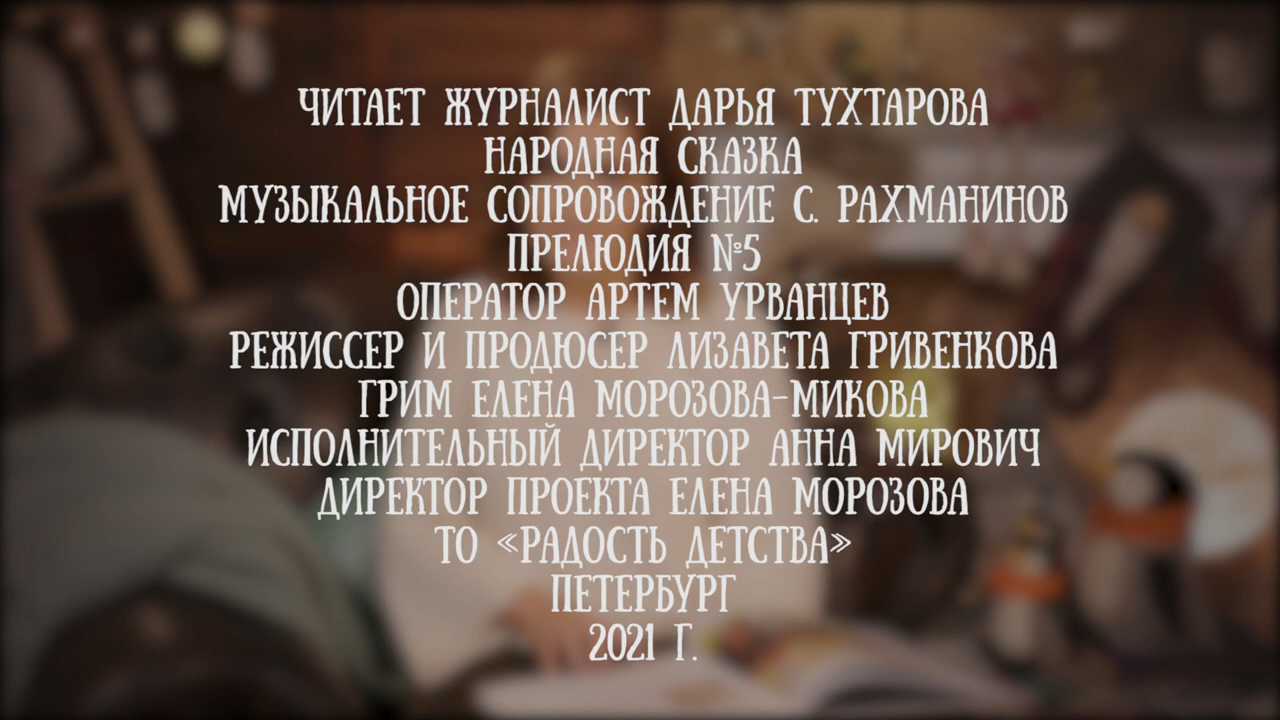 ЧИТАЕТ ЖУРНАЛИСТ ДАРЬЯ ТУХТАРОВА
НАРОДНАЯ СКАЗКА
МУЗЫКАЛЬНОЕ СОПРОВОЖДЕНИЕ С. РАХМАНИНОВ
ПРЕЛЮДИЯ №5
ОПЕРАТОР АРТЕМ УРВАНЦЕВ
РЕЖИССЕР И ПРОДЮСЕР ЛИЗАВЕТА ГРИВЕНКОВА
ГРИМ ЕЛЕНА МОРОЗОВА-МИКОВА
ИСПОЛНИТЕЛЬНЫЙ ДИРЕКТОР АННА МИРОВИЧ
ДИРЕКТОР ПРОЕКТА ЕЛЕНА МОРОЗОВА
ТО «РАДОСТЬ ДЕТСТВА»
ПЕТЕРБУРГ
2021 Г.